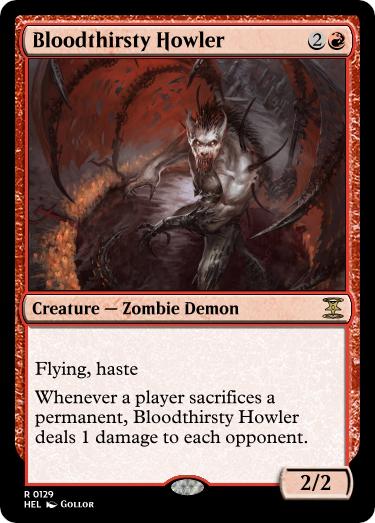 Bloodthirsty Howler 2
Creature — Zombie Demon
Flying, haste
Whenever a player sacrifices a
permanent, Bloodthirsty Howler
deals 1 damage to each opponent.
2/2
R 0129
HEL GOLLOR